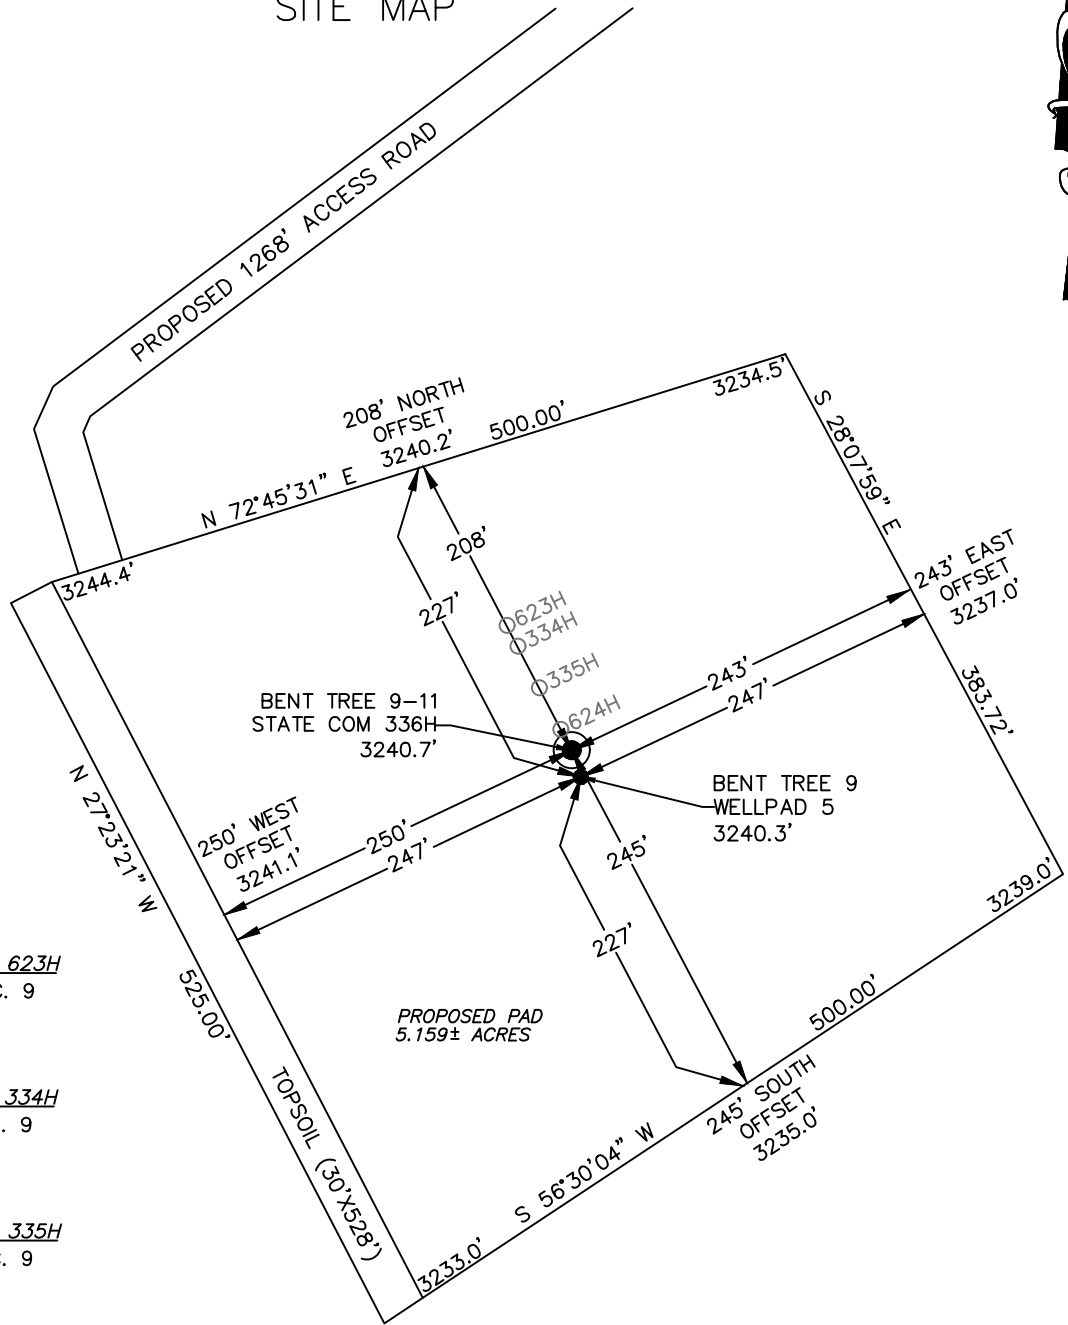 SITE MAP
PROPOSED 1268' ACCESS ROAD
208' NORTH
OFFSET
3240.2'
500.00'
3234.5'
N 72°45'31" E
S 28°07'59" E
3244.4'
208'
227'
623H
334H
335H
624H
243' EAST
OFFSET
3237.0'
243'
247'
383.72'
BENT TREE 9-11
STATE COM 336H
3240.7'
BENT TREE 9
WELLPAD 5
3240.3'
N 27°23'21" W
250' WEST
OFFSET
3241.1'
250'
247'
245'
227'
3239.0'
623H
C. 9
525.00'
PROPOSED PAD
5.159± ACRES
500.00'
334H
. 9
TOPSOIL (30'X528')
245' SOUTH
OFFSET
3235.0'
S 56°30'04" W
335H
. 9
3233.0'